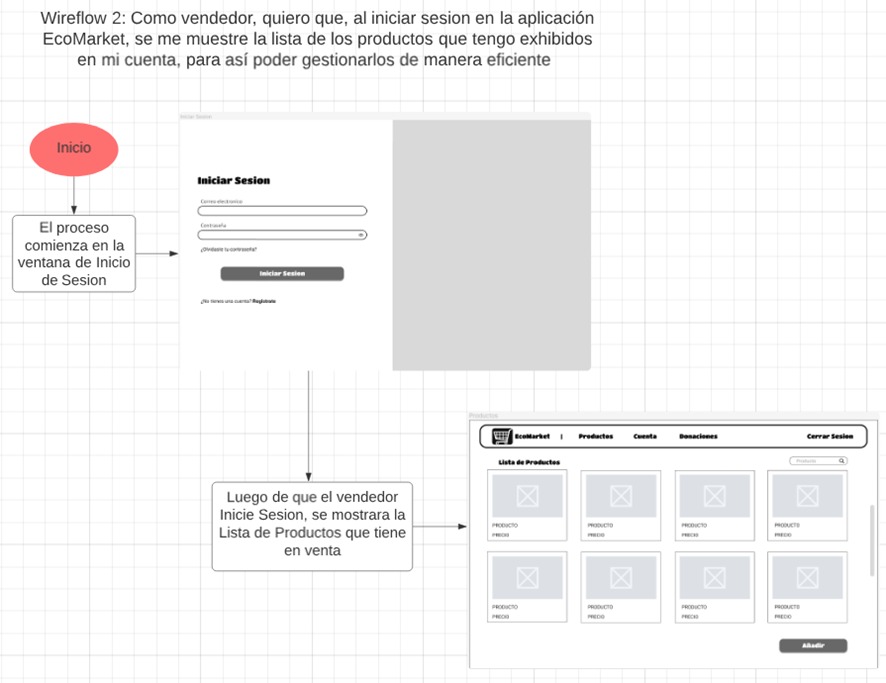 Wireflow 2: Como vendedor, quiero que, al iniciar sesion en la aplicación
EcoMarket, se me muestre la lista de los productos que tengo exhibidos
en mi cuenta, para así poder gestionarlos de manera eficiente
Inicio
El proceso
comienza en la
ventana de Inicio
de Sesion
Iniciar Sesion
Iniciar Sesion
Correo electronico
Contraseña
¿Olvidaste tu contraseña?
Iniciar Sesion
¿No tienes una cuenta? Registrate
Luego de que el vendedor
Inicie Sesion, se mostrara la
Lista de Productos que tiene
en venta
Productos
EcoMarket | Productos Cuenta Donaciones Cerrar Sesion
Lista de Productos
Producto
PRODUCTO PRODUCTO PRODUCTO PRODUCTO
PRECIO PRECIO PRECIO PRECIO
PRODUCTO PRODUCTO PRODUCTO PRODUCTO
PRECIO PRECIO PRECIO PRECIO
Añadir